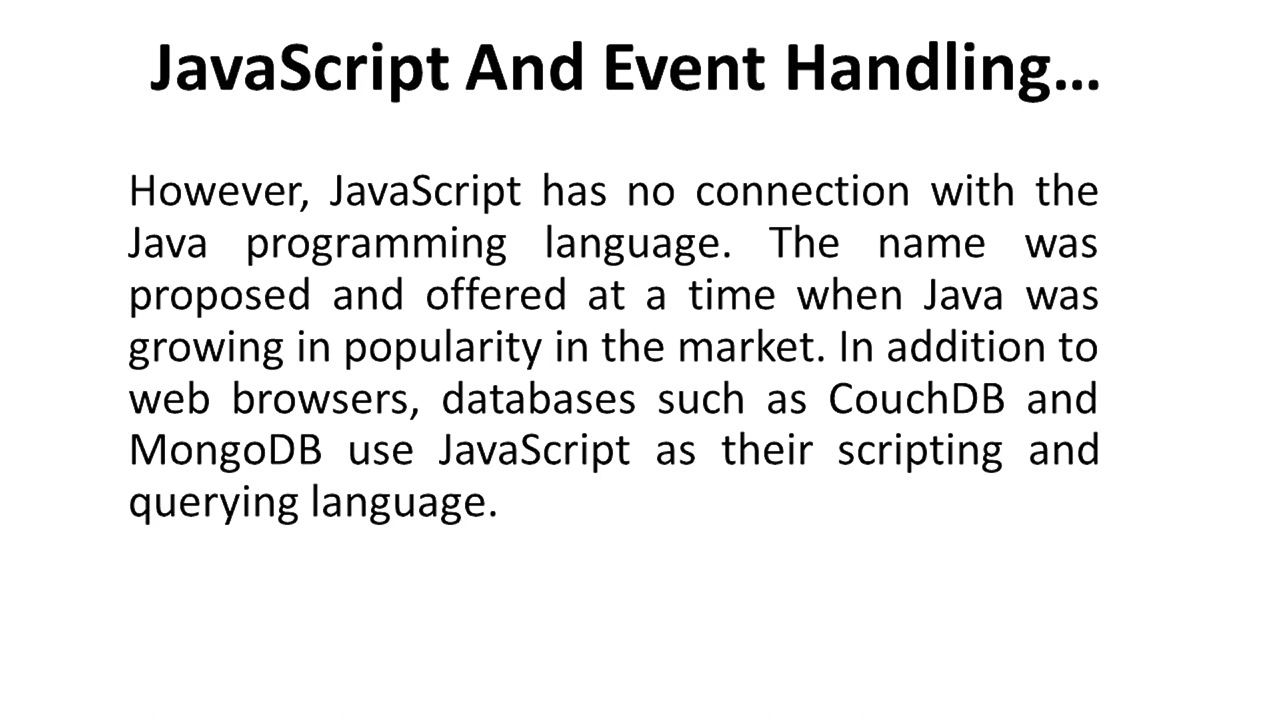 JavaScript And Event Handling...
However, JavaScript has no connection with the
Java programming language. The name was
proposed and offered at a time when Java was
growing in popularity in the market. In addition to
web browsers, databases such as CouchDB and
MongoDB use JavaScript as their scripting and
querying language.